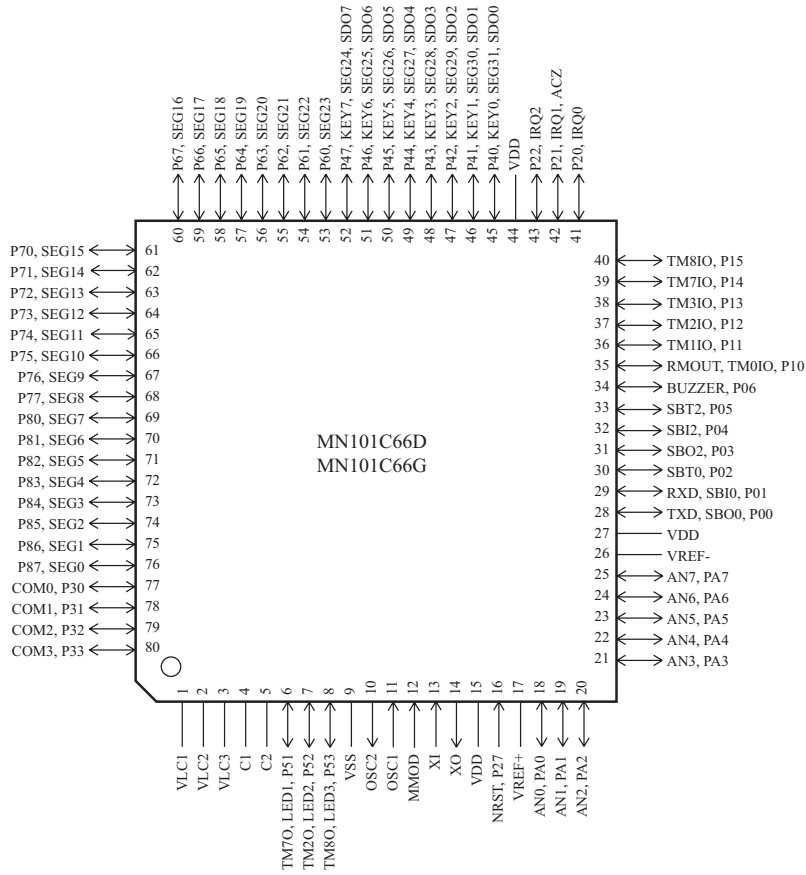 P67, SEG16
P66, SEG17
P65, SEG18
P64, SEG19
P63, SEG20
P62, SEG21
P61, SEG22
P60, SEG23
P47, KEY7, SEG24, SDO7
P46, KEY6, SEG25, SDO6
P45, KEY5, SEG26, SDO5
P44, KEY4, SEG27, SDO4
P43, KEY3, SEG28, SDO3
P42, KEY2, SEG29, SDO2
P41, KEY1, SEG30, SDO1
P40, KEY0, SEG31, SDO0
VDD
P22, IRQ2
P21, IRQ1, ACZ
P20, IRQ0
60 59 58 57 56 55 54 53 52 51 50 49 48 47 46 45 44 43 42 41
P70, SEG15 61
P71, SEG14 62
P72, SEG13 63
P73, SEG12 64
P74, SEG11 65
P75, SEG10 66
P76, SEG9 67
P77, SEG8 68
P80, SEG7 69
P81, SEG6 70
P82, SEG5 71
P83, SEG4 72
P84, SEG3 73
P85, SEG2 74
P86, SEG1 75
P87, SEG0 76
COM0, P30 77
COM1, P31 78
COM2, P32 79
COM3, P33 80
MN101C66D
MN101C66G
40 TM8IO, P15
39 TM7IO, P14
38 TM3IO, P13
37 TM2IO, P12
36 TM1IO, P11
35 RMOUT, TM0IO, P10
34 BUZZER, P06
33 SBT2, P05
32 SBI2, P04
31 SBO2, P03
30 SBT0, P02
29 RXD, SBI0, P01
28 TXD, SBO0, P00
27 VDD
26 VREF-
25 AN7, PA7
24 AN6, PA6
23 AN5, PA5
22 AN4, PA4
21 AN3, PA3
1 2 3 4 5 6 7 8 9 10 11 12 13 14 15 16 17 18 19 20
VLC1
VLC2
VLC3
C1
C2
TM7O, LED1, P51
TM2O, LED2, P52
TM8O, LED3, P53
VSS
OSC2
OSC1
MMOD
XI
XO
VDD
NRST, P27
VREF+
AN0, PA0
AN1, PA1
AN2, PA2